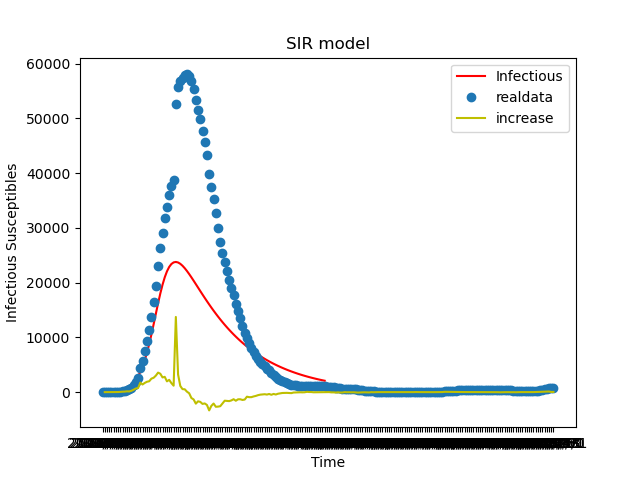 SIR model
Infectious
realdata
increase
60000
50000
40000
30000
20000
10000
0
Infectious Susceptibles
Time